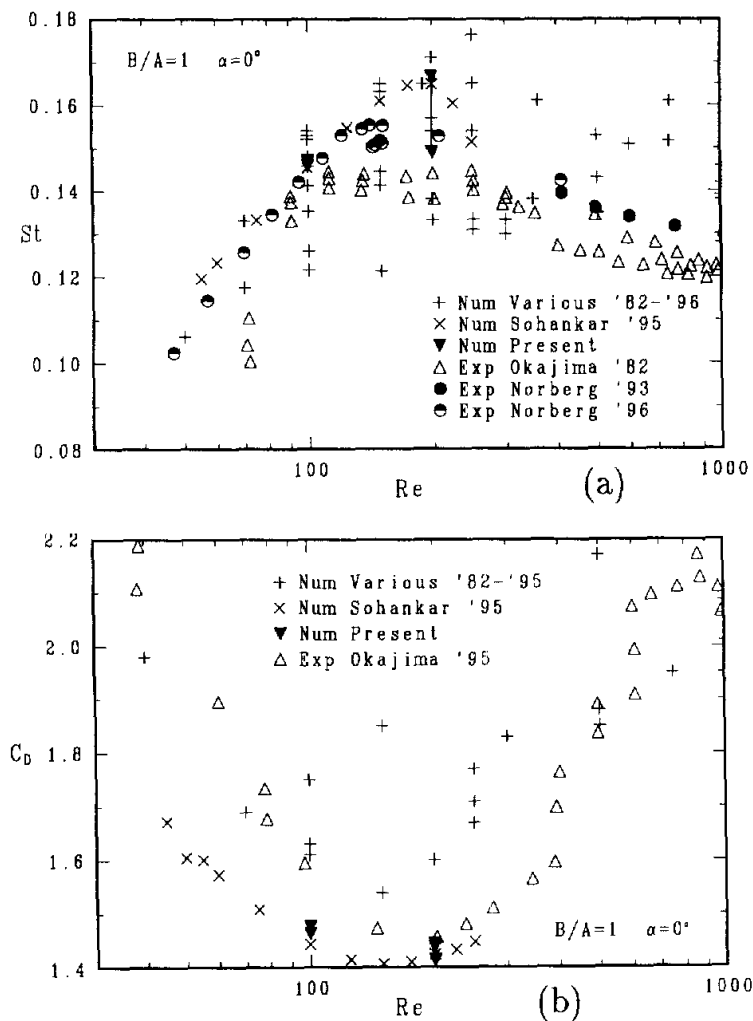 0.18
B/A=1 α=0°
0.16
0.14
St
0.12
+ Num Various '82-'96
× Num Sohankar '95
▼ Num Present
△ Exp Okajima '82
● Exp Norberg '93
◓ Exp Norberg '96
0.10
0.08
100
1000
Re
(a)
2.2
+ Num Various '82-'95
× Num Sohankar '95
▼ Num Present
△ Exp Okajima '95
2.0
C_D
1.8
1.6
B/A=1 α=0°
1.4
100
1000
Re
(b)